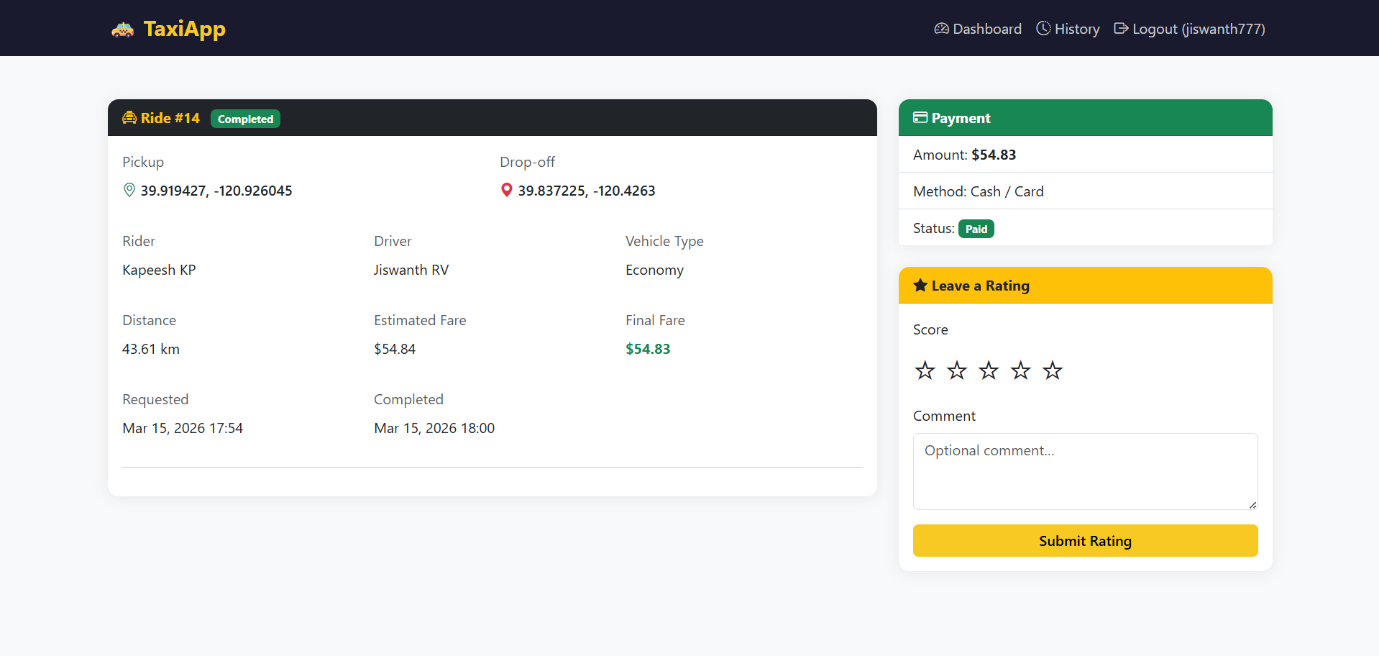 TaxiApp
Dashboard History Logout (jiswanth777)
Ride #14 Completed
Pickup Drop-off
39.919427, -120.926045 39.837225, -120.4263
Rider Driver Vehicle Type
Kapeesh KP Jiswanth RV Economy
Distance Estimated Fare Final Fare
43.61 km $54.84 $54.83
Requested Completed
Mar 15, 2026 17:54 Mar 15, 2026 18:00
Payment
Amount: $54.83
Method: Cash / Card
Status: Paid
Leave a Rating
Score
Comment
Optional comment...
Submit Rating